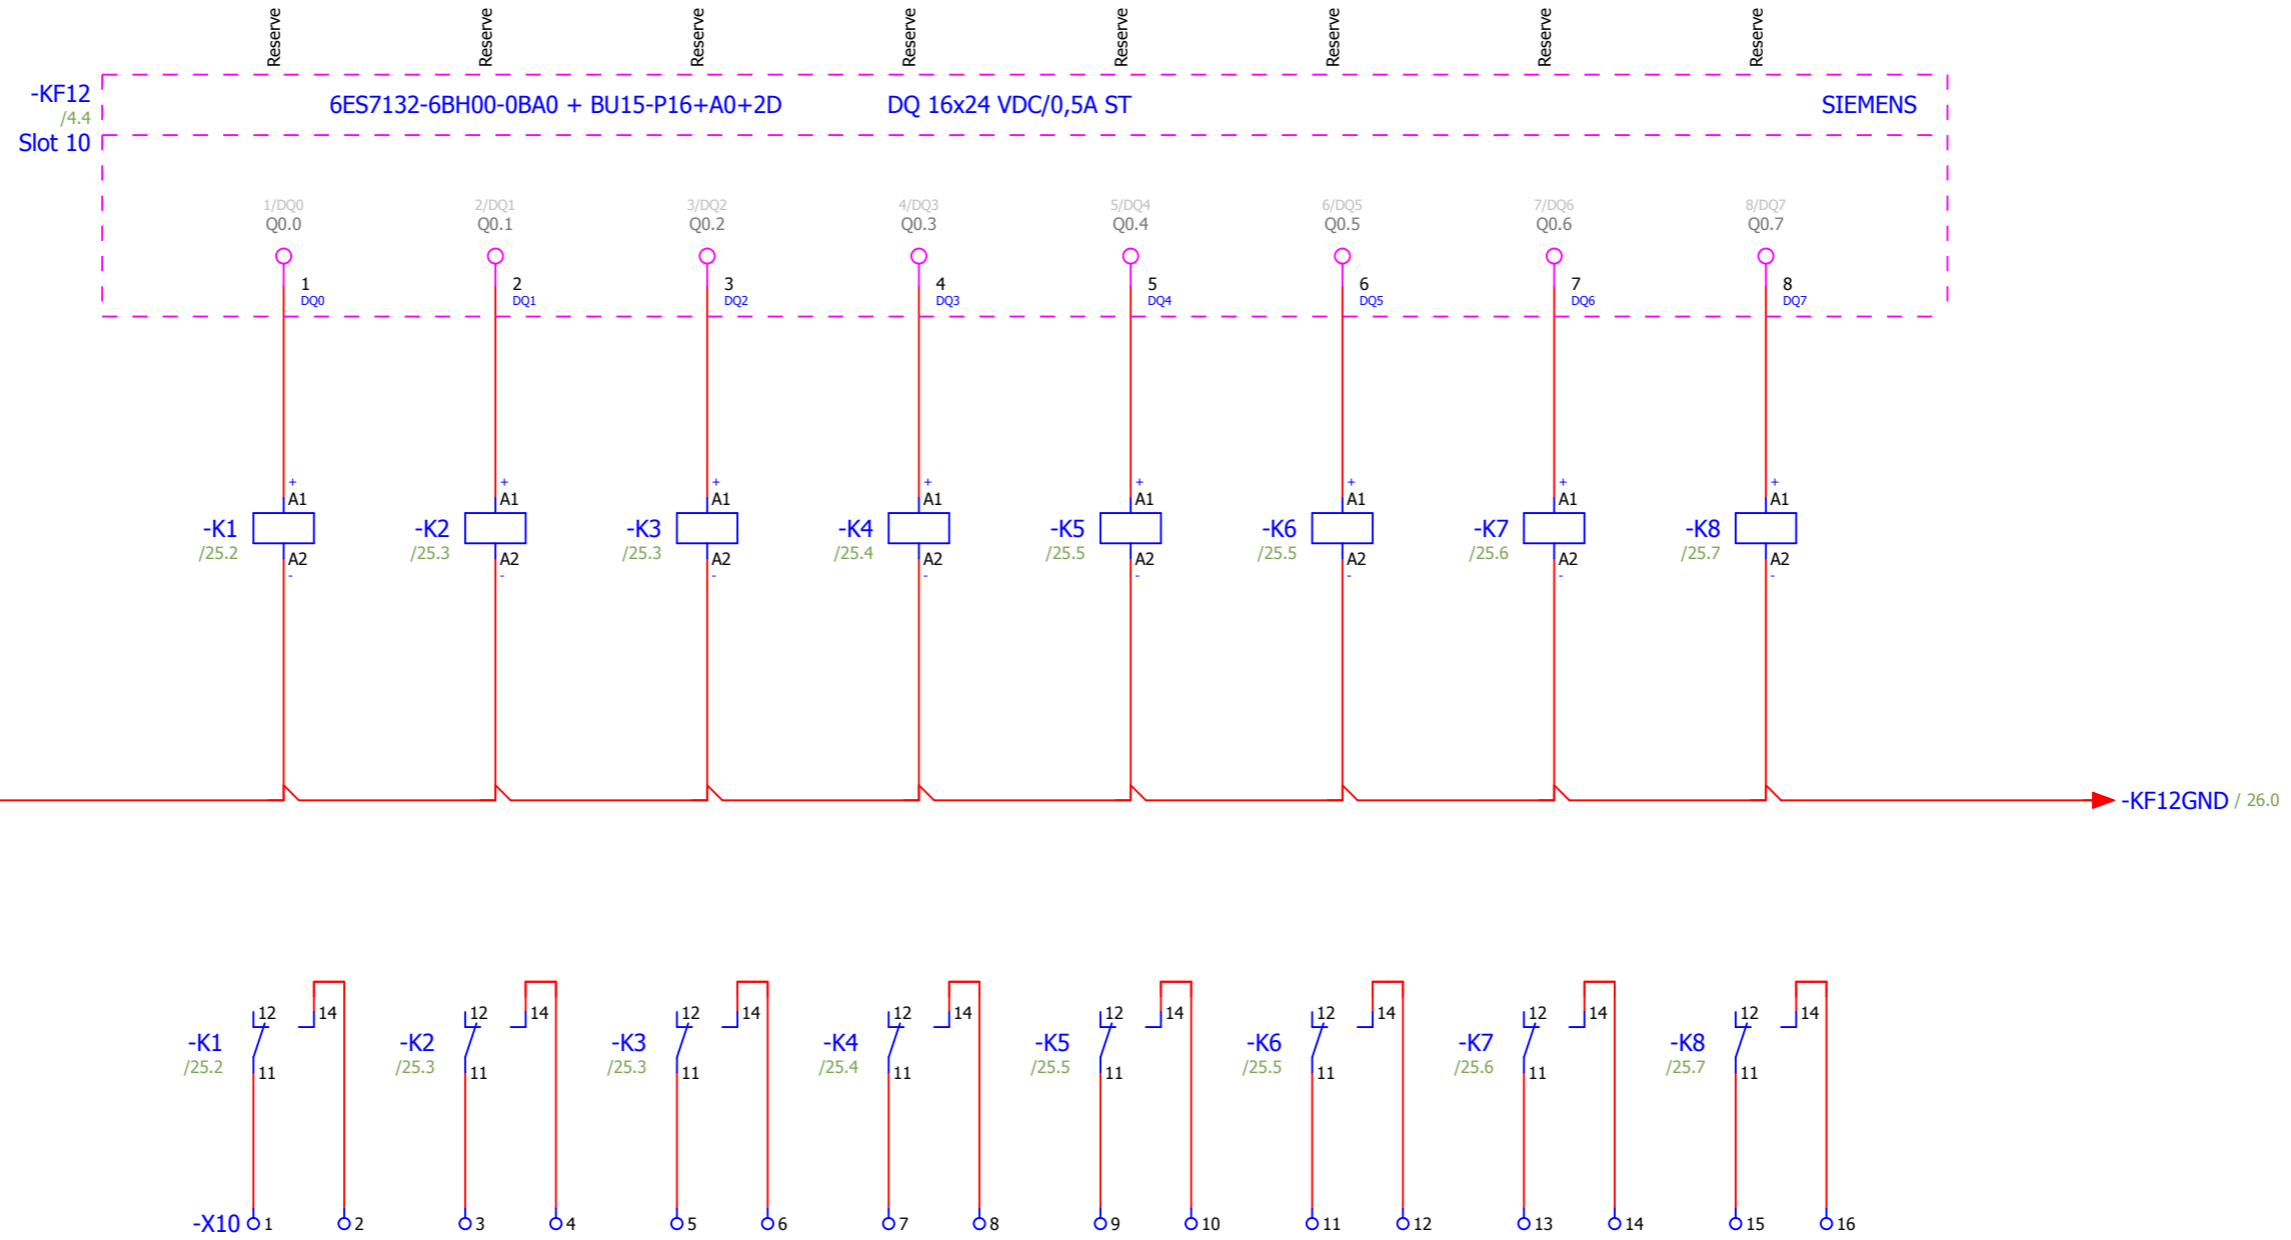 Reserve Reserve Reserve Reserve Reserve Reserve Reserve Reserve
-KF12 6ES7132-6BH00-0BA0 + BU15-P16+A0+2D DQ 16x24 VDC/0,5A ST SIEMENS
/4.4
Slot 10
1/DQ0 2/DQ1 3/DQ2 4/DQ3 5/DQ4 6/DQ5 7/DQ6 8/DQ7
Q0.0 Q0.1 Q0.2 Q0.3 Q0.4 Q0.5 Q0.6 Q0.7
1 2 3 4 5 6 7 8
DQ0 DQ1 DQ2 DQ3 DQ4 DQ5 DQ6 DQ7
+ + + + + + + +
A1 A1 A1 A1 A1 A1 A1 A1
-K1 -K2 -K3 -K4 -K5 -K6 -K7 -K8
/25.2 /25.3 /25.3 /25.4 /25.5 /25.5 /25.6 /25.7
A2 A2 A2 A2 A2 A2 A2 A2
- - - - - - - -
-KF12GND / 26.0
12 14 12 14 12 14 12 14 12 14 12 14 12 14 12 14
-K1 -K2 -K3 -K4 -K5 -K6 -K7 -K8
/25.2 /25.3 /25.3 /25.4 /25.5 /25.5 /25.6 /25.7
11 11 11 11 11 11 11 11
-X10 1 2 3 4 5 6 7 8 9 10 11 12 13 14 15 16